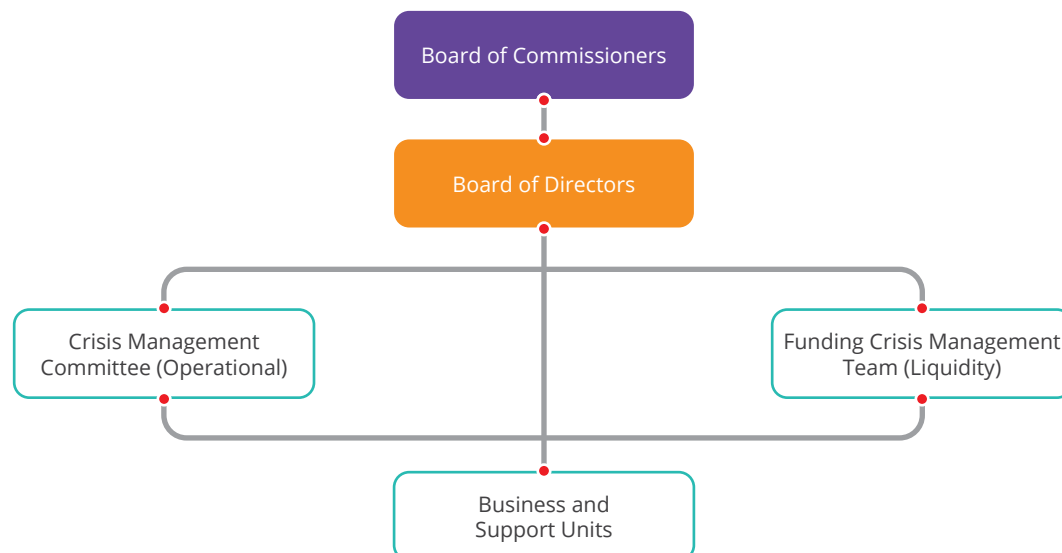 Board of Commissioners
Board of Directors
Crisis Management
Committee (Operational)
Funding Crisis Management
Team (Liquidity)
Business and
Support Units